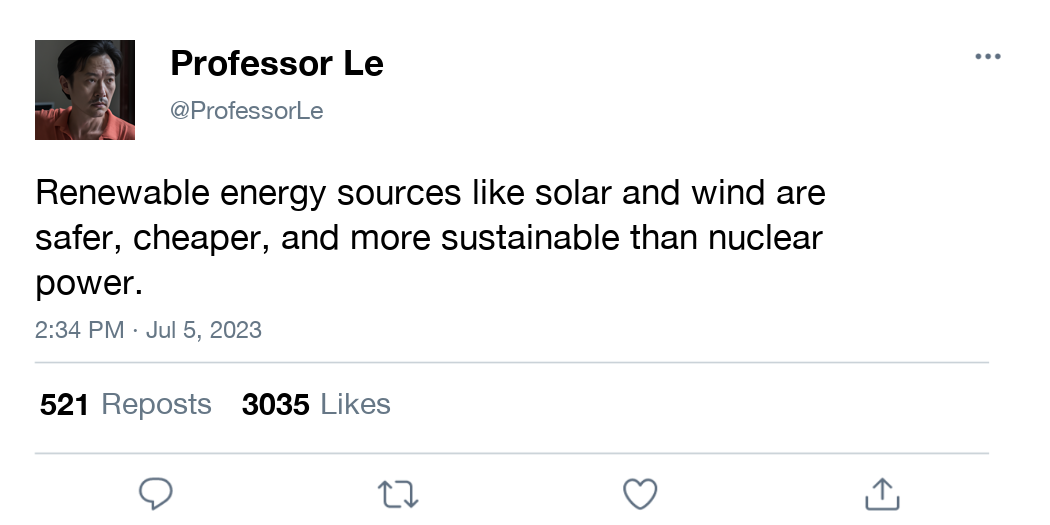 Professor Le
@ProfessorLe
Renewable energy sources like solar and wind are
safer, cheaper, and more sustainable than nuclear
power.
2:34 PM · Jul 5, 2023
521 Reposts 3035 Likes